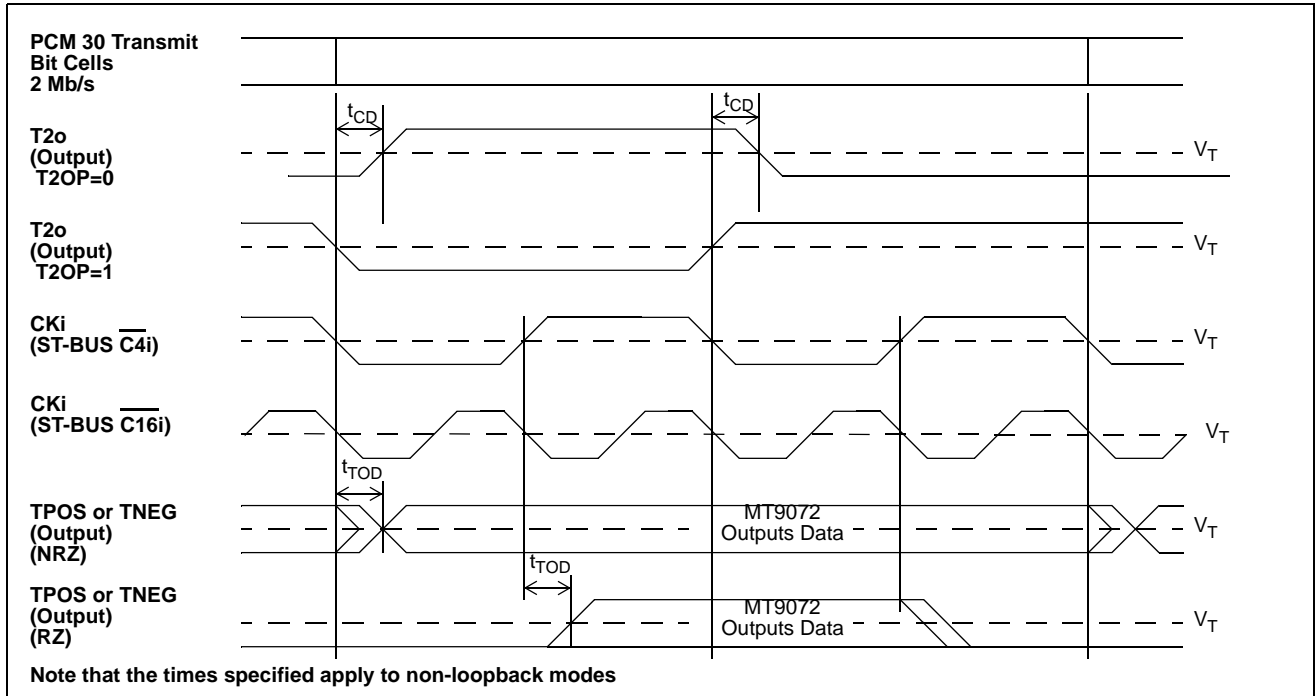 PCM 30 Transmit
Bit Cells
2 Mb/s
tCD
tCD
T2o
(Output)
T2OP=0
VT
T2o
(Output)
T2OP=1
VT
CKi
(ST-BUS C4i)
VT
CKi
(ST-BUS C16i)
VT
tTOD
TPOS or TNEG
(Output)
(NRZ)
MT9072
Outputs Data
VT
tTOD
TPOS or TNEG
(Output)
(RZ)
MT9072
Outputs Data
VT
Note that the times specified apply to non-loopback modes